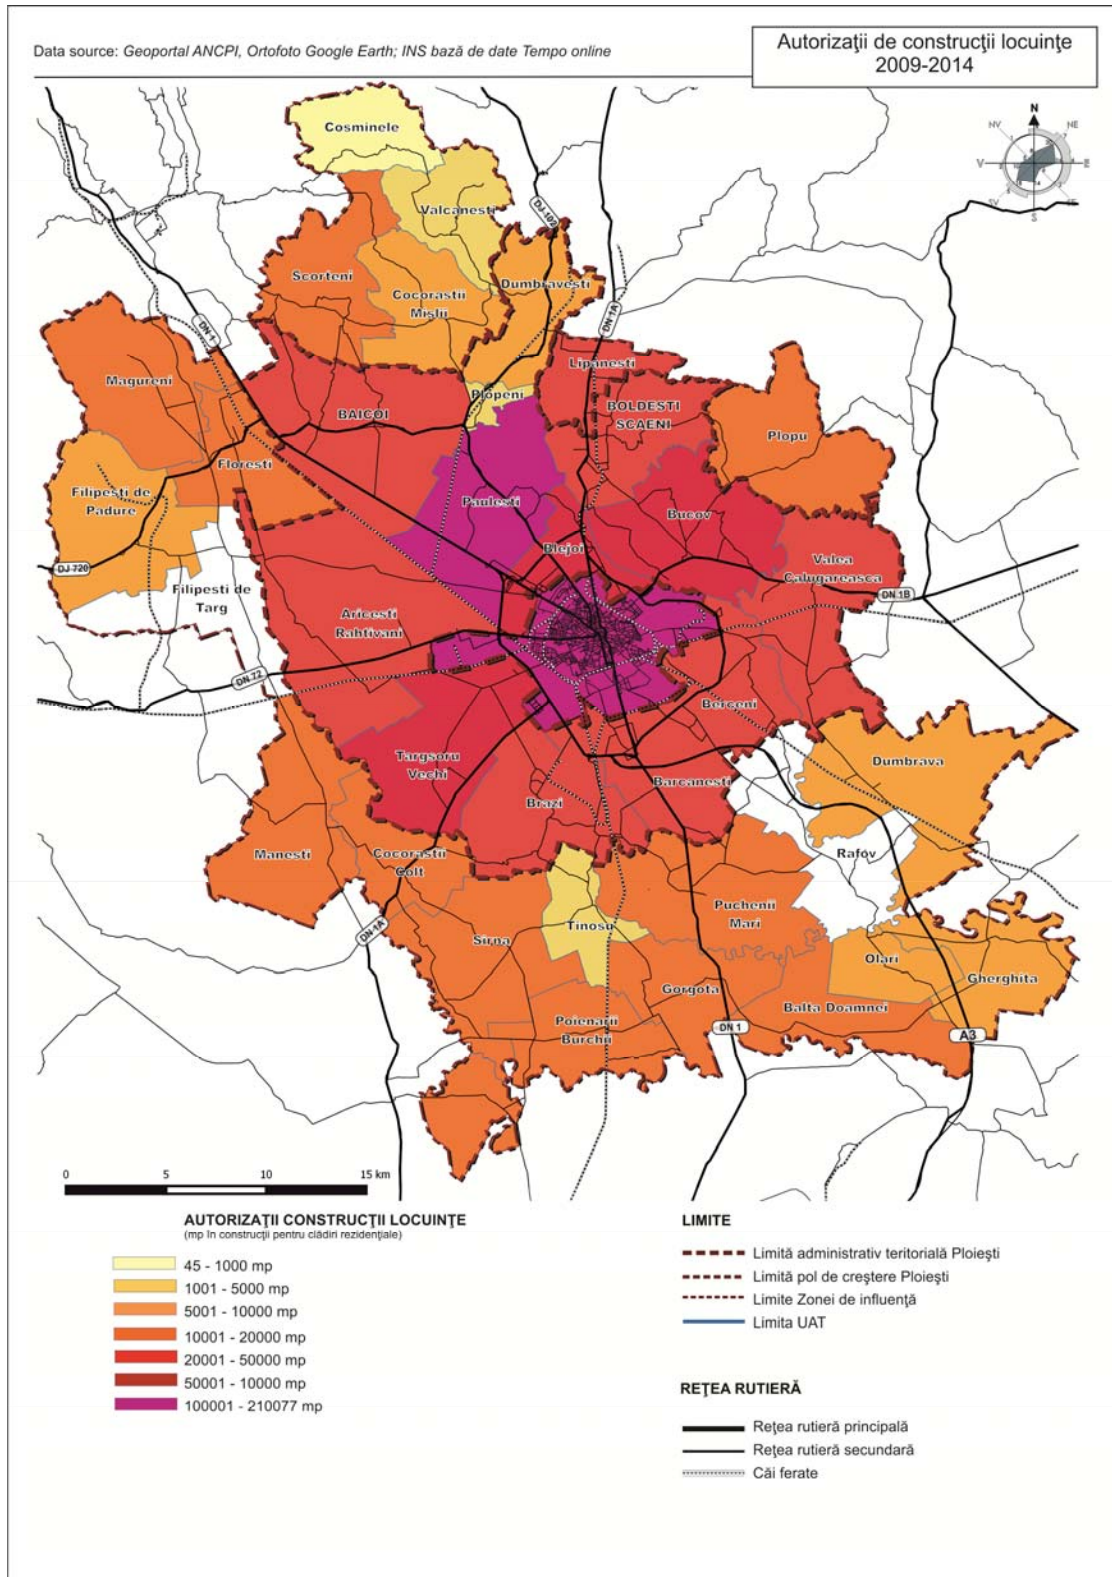 Data source: Geoportal ANCPI, Ortofoto Google Earth; INS bază de date Tempo online
Autorizaţii de construcţii locuinţe
2009-2014
N
NV
NE
V
E
SV
SE
S
Cosminele
Valcanesti
DJ 102
Scorteni
Dumbravesti
Cocorastii
Mislii
DN 1A
DN 1
Lipanesti
Magureni
Plopeni
BAICOI
BOLDESTI
SCAENI
Plopu
Floresti
Filipesti de
Padure
Paulesti
Bucov
Blejoi
Valea
Calugareasca
DJ 720
Filipesti de
Targ
DN 1B
Aricesti
Rahtivani
DN 72
Berceni
Targsoru
Vechi
Dumbrava
Barcanesti
Brazi
Manesti
Cocorastii
Colt
Rafov
Puchenii
Mari
Tinosu
DN 1A
Sirna
Olari
Gherghita
Gorgota
Balta Doamnei
Poienarii
Burchii
DN 1
A3
0 5 10 15 km
AUTORIZAŢII CONSTRUCŢII LOCUINŢE
(mp în construcţii pentru clădiri rezidenţiale)
45 - 1000 mp
1001 - 5000 mp
5001 - 10000 mp
10001 - 20000 mp
20001 - 50000 mp
50001 - 10000 mp
100001 - 210077 mp
LIMITE
Limită administrativ teritorială Ploieşti
Limită pol de creştere Ploieşti
Limite Zonei de influenţă
Limita UAT
REŢEA RUTIERĂ
Reţea rutieră principală
Reţea rutieră secundară
Căi ferate